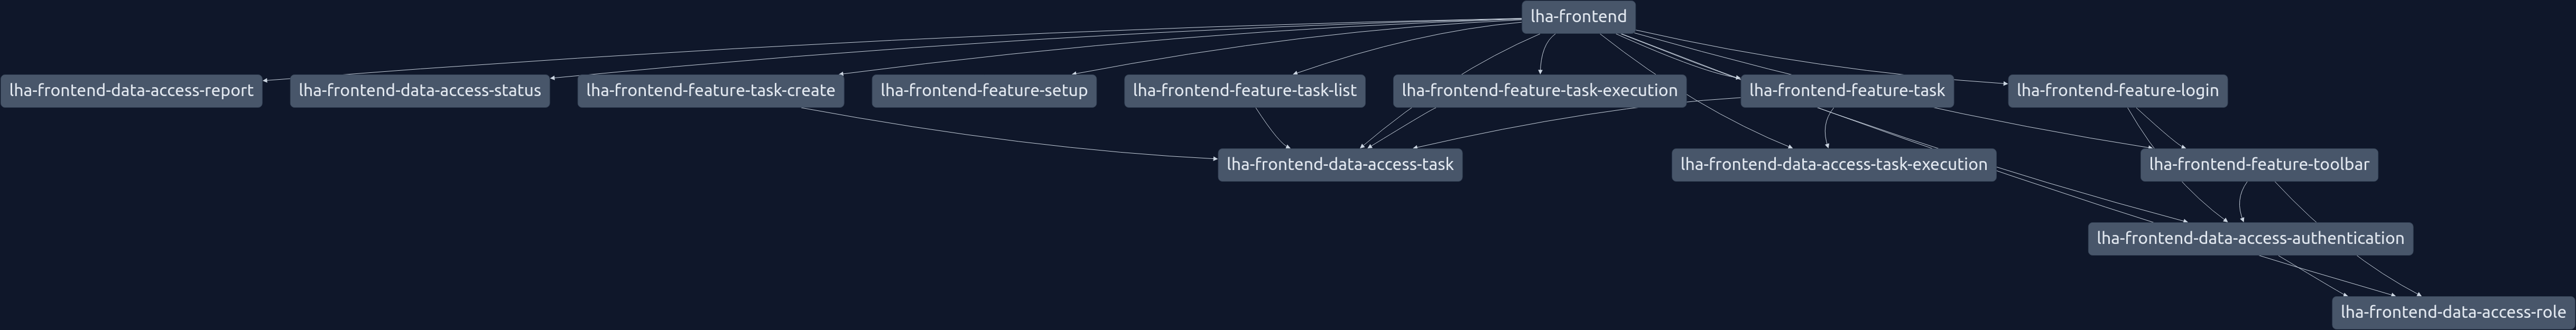 lha-frontend
lha-frontend-data-access-report
lha-frontend-data-access-status
lha-frontend-feature-task-create
lha-frontend-feature-setup
lha-frontend-feature-task-list
lha-frontend-feature-task-execution
lha-frontend-feature-task
lha-frontend-feature-login
lha-frontend-data-access-task
lha-frontend-data-access-task-execution
lha-frontend-feature-toolbar
lha-frontend-data-access-authentication
lha-frontend-data-access-role